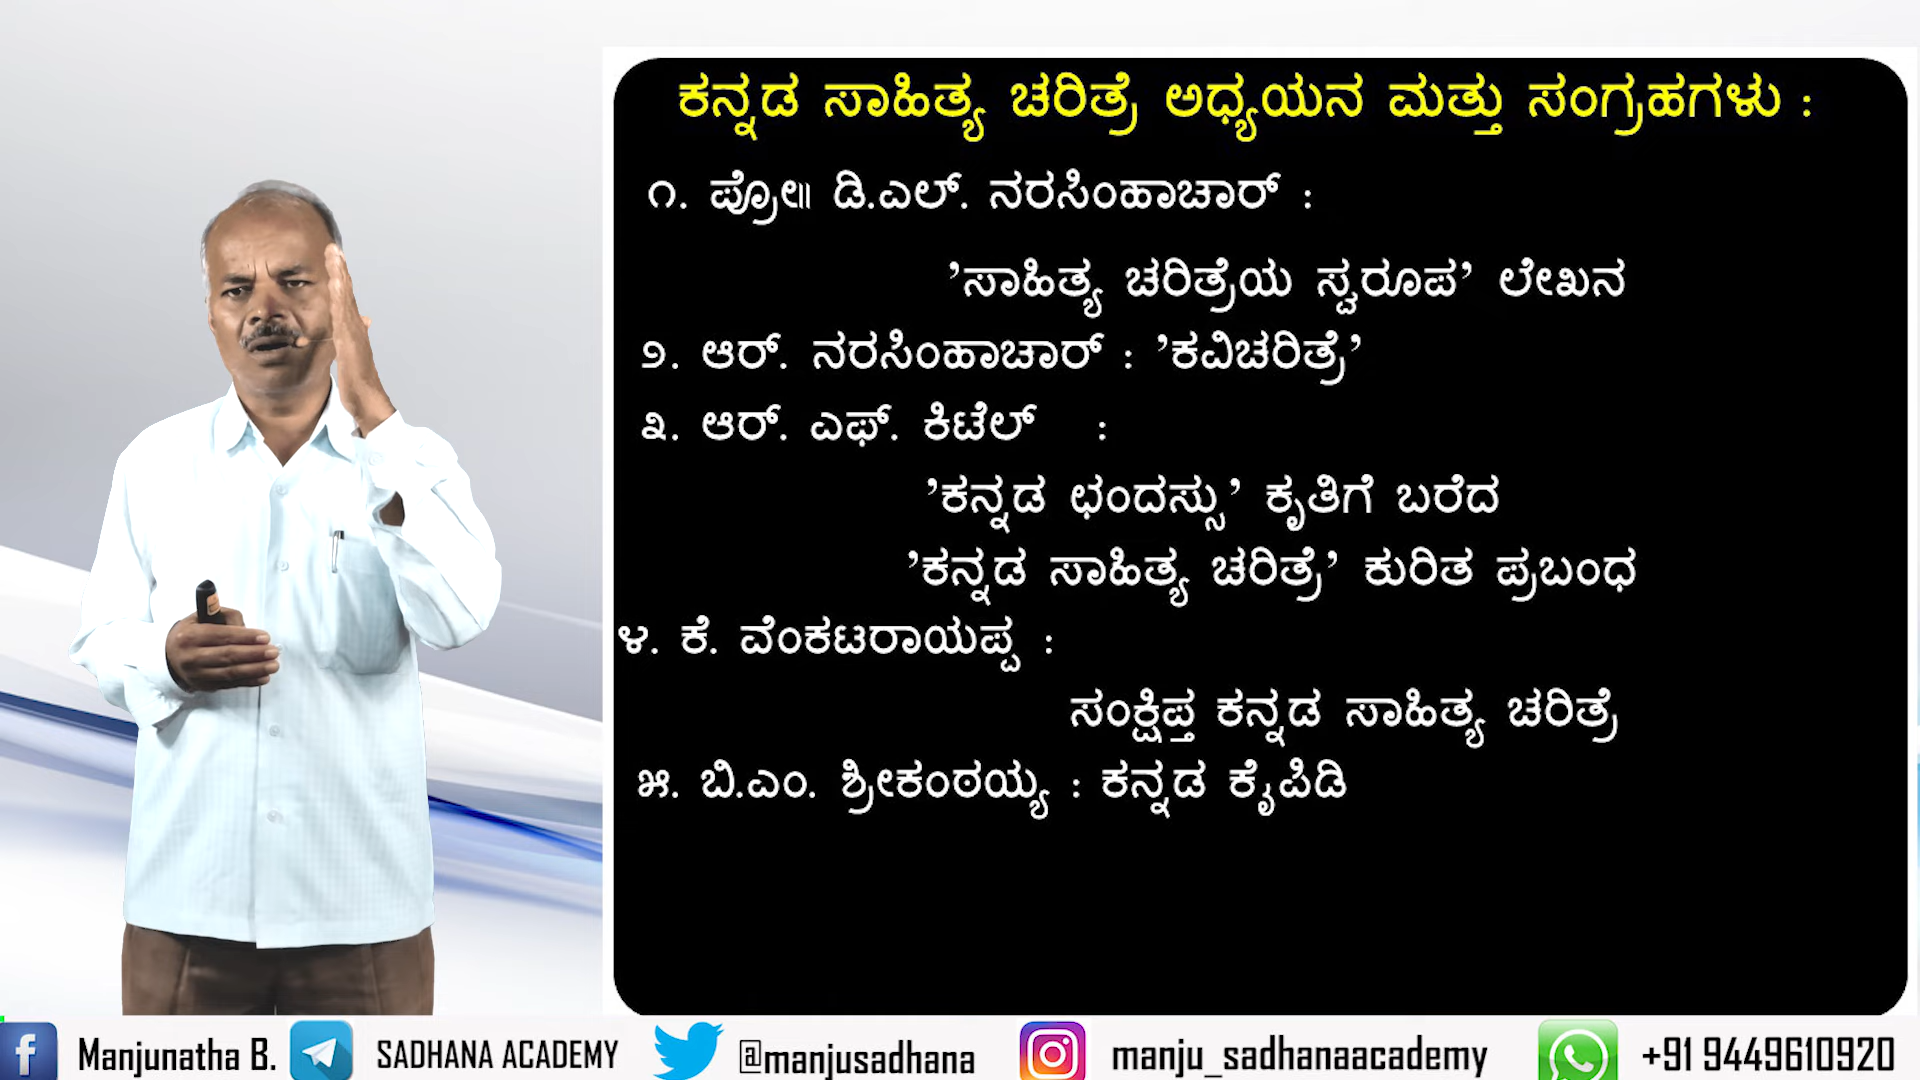 ಕನ್ನಡ ಸಾಹಿತ್ಯ ಚರಿತ್ರೆ ಅಧ್ಯಯನ ಮತ್ತು ಸಂಗ್ರಹಗಳು :
೧. ಪ್ರೋ॥ ಡಿ.ಎಲ್. ನರಸಿಂಹಾಚಾರ್ :
’ಸಾಹಿತ್ಯ ಚರಿತ್ರೆಯ ಸ್ವರೂಪ’ ಲೇಖನ
೨. ಆರ್. ನರಸಿಂಹಾಚಾರ್ : ’ಕವಿಚರಿತ್ರೆ’
೩. ಆರ್. ಎಫ್. ಕಿಟೆಲ್ :
’ಕನ್ನಡ ಛಂದಸ್ಸು’ ಕೃತಿಗೆ ಬರೆದ
’ಕನ್ನಡ ಸಾಹಿತ್ಯ ಚರಿತ್ರೆ’ ಕುರಿತ ಪ್ರಬಂಧ
೪. ಕೆ. ವೆಂಕಟರಾಯಪ್ಪ :
ಸಂಕ್ಷಿಪ್ತ ಕನ್ನಡ ಸಾಹಿತ್ಯ ಚರಿತ್ರೆ
೫. ಬಿ.ಎಂ. ಶ್ರೀಕಂಠಯ್ಯ : ಕನ್ನಡ ಕೈಪಿಡಿ
Manjunatha B. SADHANA ACADEMY @manjusadhana manju_sadhanaacademy +91 9449610920